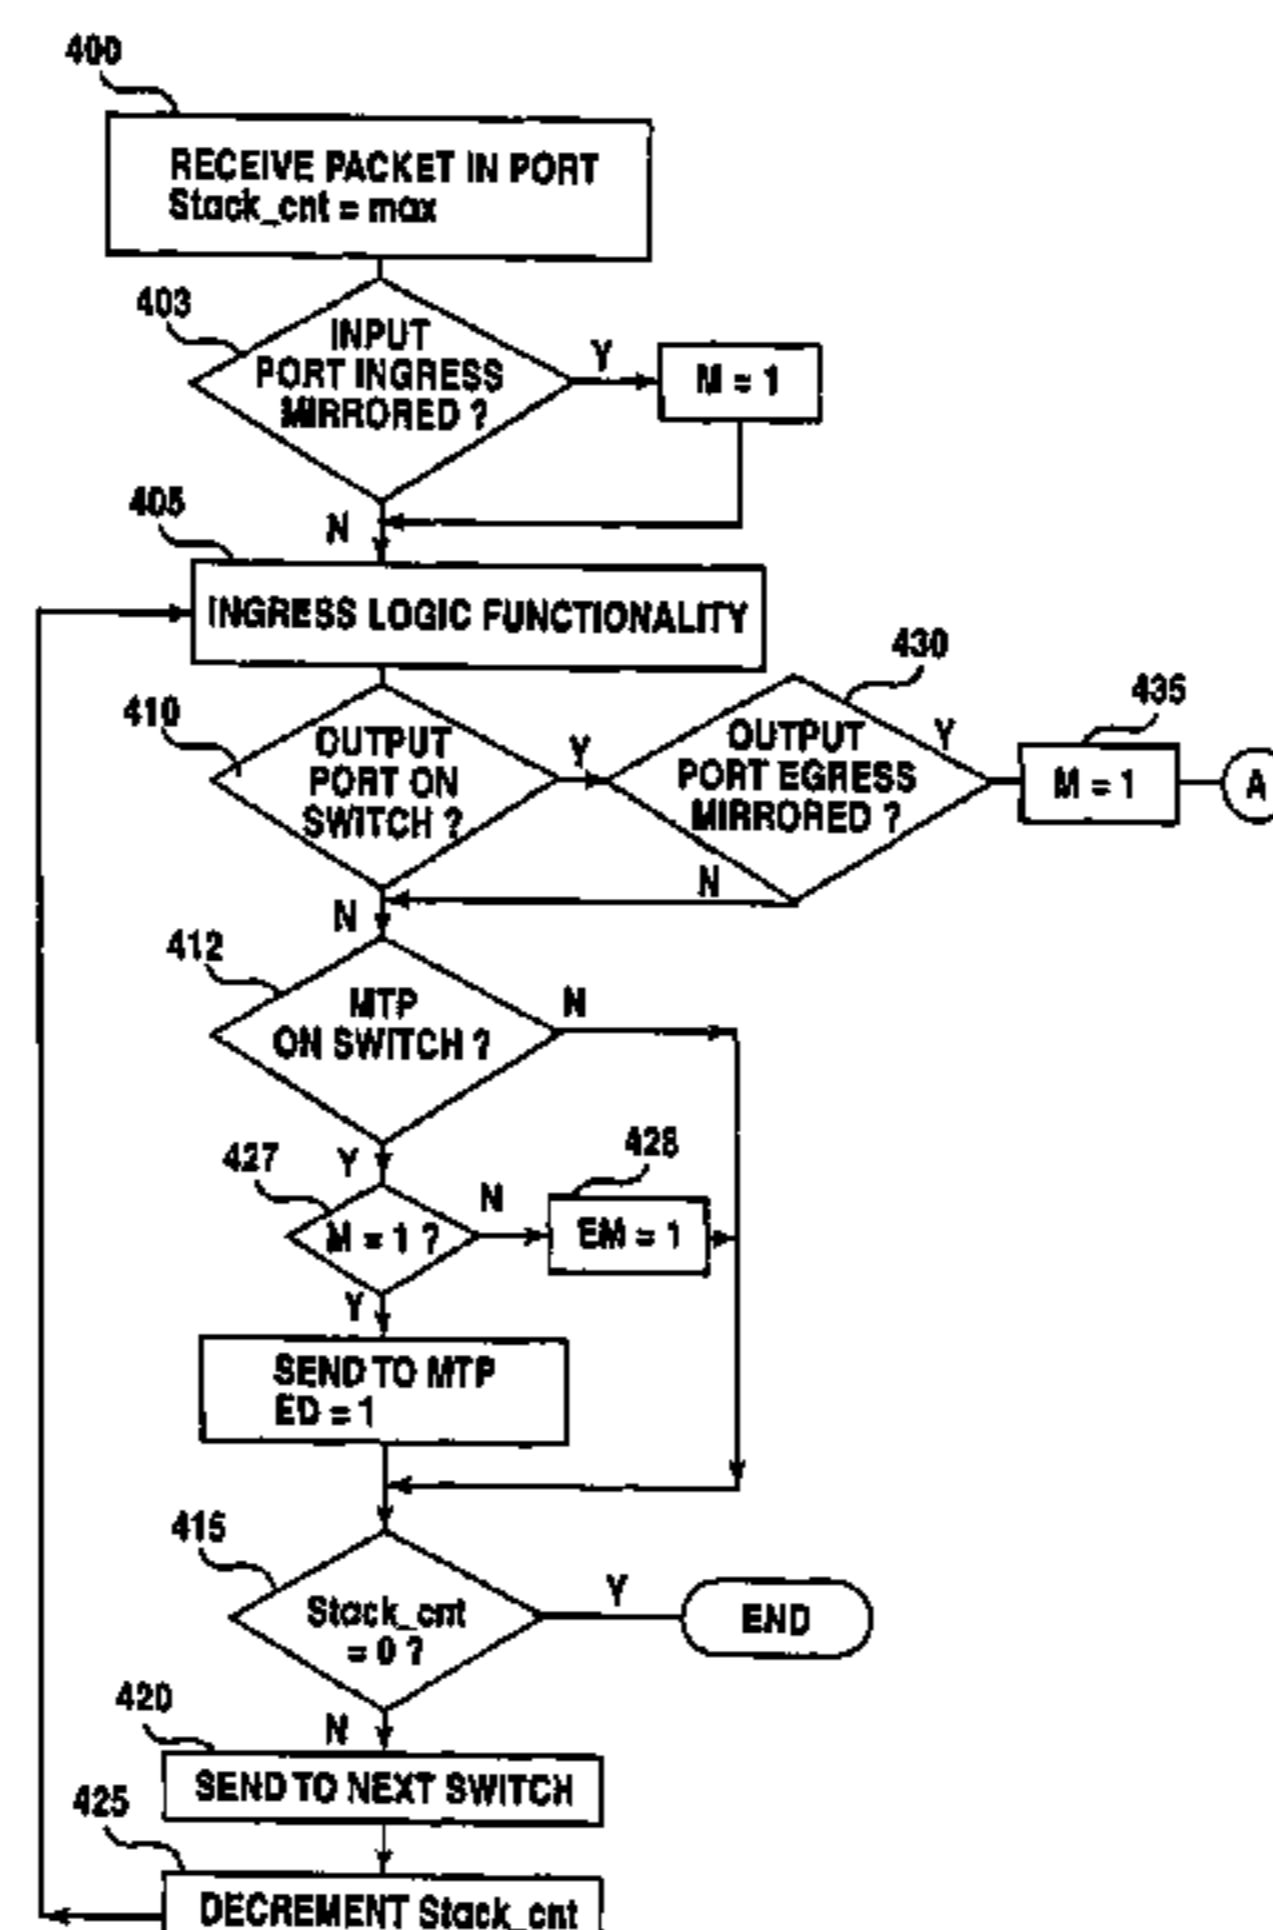 400
RECEIVE PACKET IN PORT
Stack_cnt = max
403
INPUT
PORT INGRESS
MIRRORED ?
Y
M = 1
N
405
INGRESS LOGIC FUNCTIONALITY
410
OUTPUT
PORT ON
SWITCH ?
Y
430
OUTPUT
PORT EGRESS
MIRRORED ?
Y
435
M = 1
A
N
N
412
MTP
ON SWITCH ?
N
Y
427
M = 1 ?
N
428
EM = 1
Y
SEND TO MTP
ED = 1
415
Stack_cnt
= 0 ?
Y
END
N
420
SEND TO NEXT SWITCH
425
DECREMENT Stack_cnt